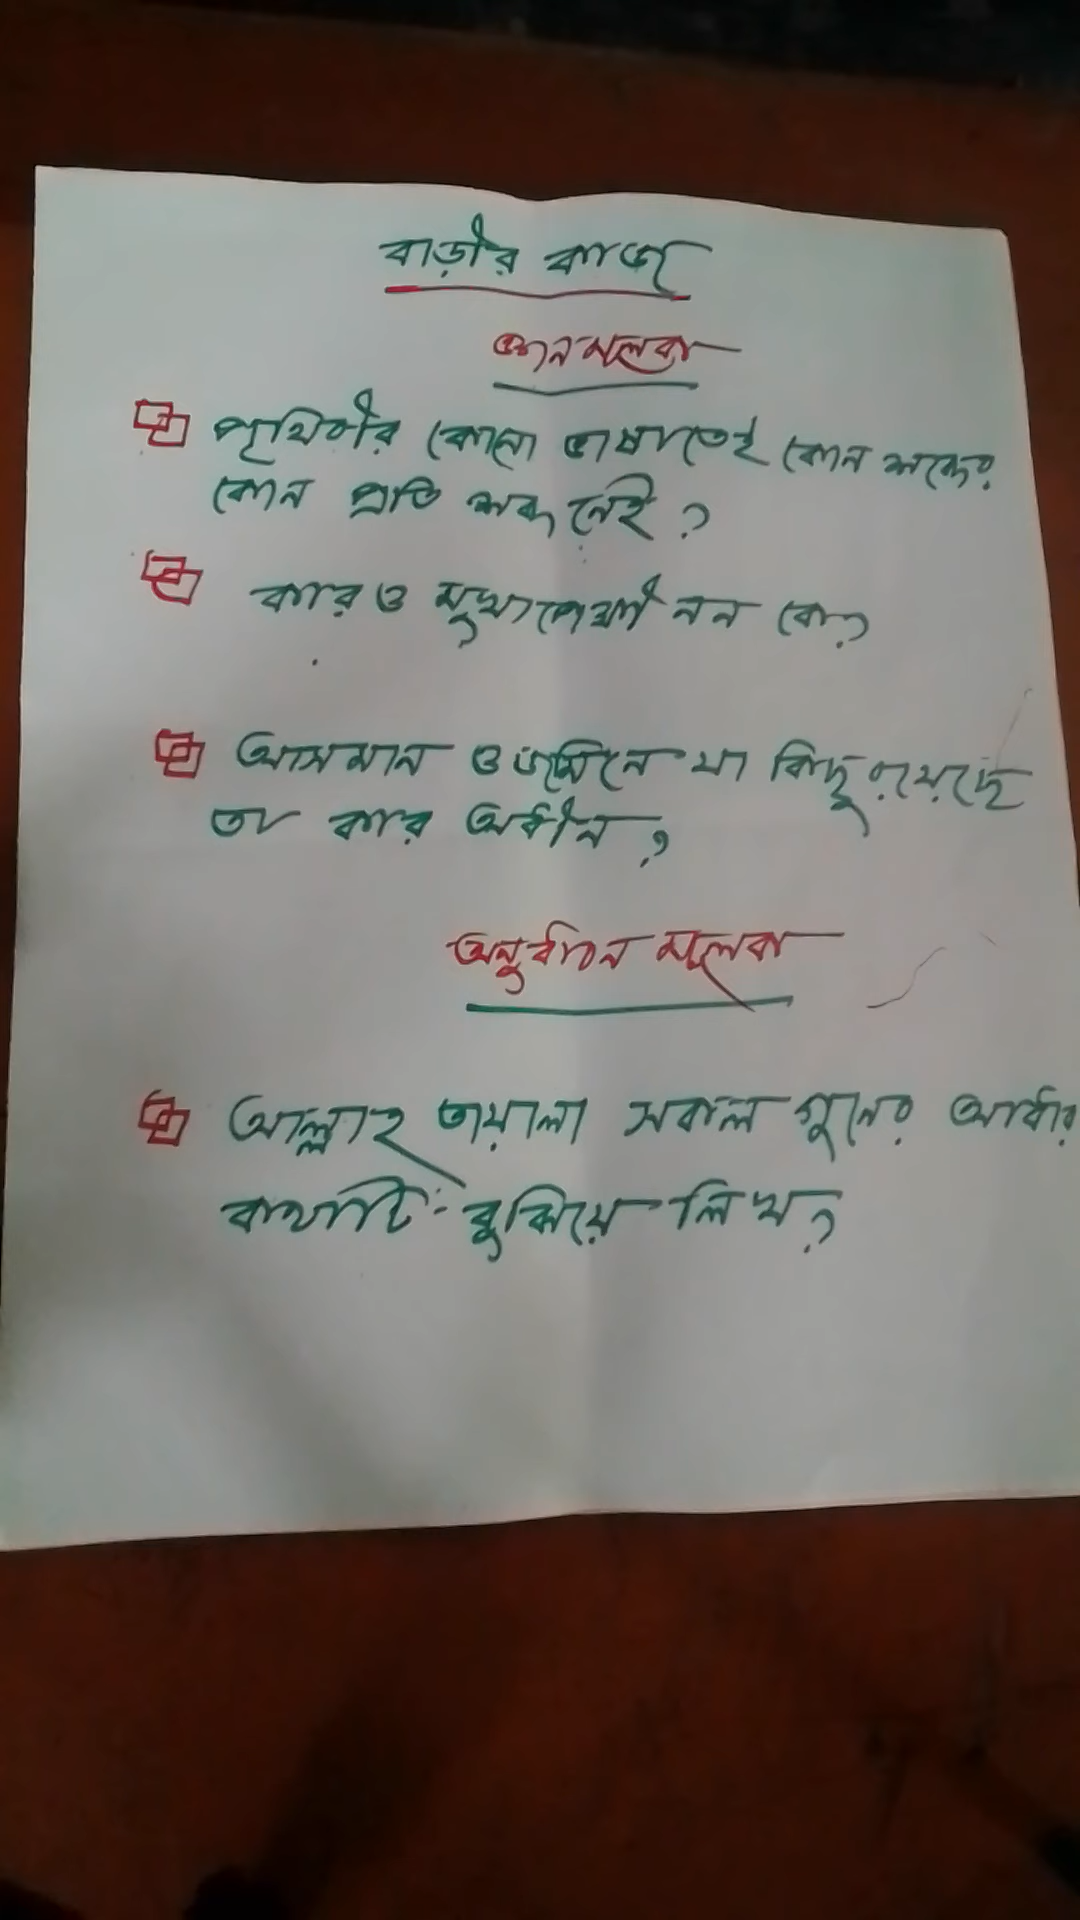 বাড়ীর কাজ
জ্ঞানমূলক
পৃথিবীর কোনো ভাষাতেই কোন শব্দের
কোন প্রতি শব্দ নেই?
কারও মুখাপেক্ষী নন কে?
আসমান ও জমিনে যা কিছু রয়েছে
তা কার অধীন?
অনুধাবন মূলক
আল্লাহ তায়ালা সকল গুনের আধার
কথাটি বুঝিয়ে লিখ?